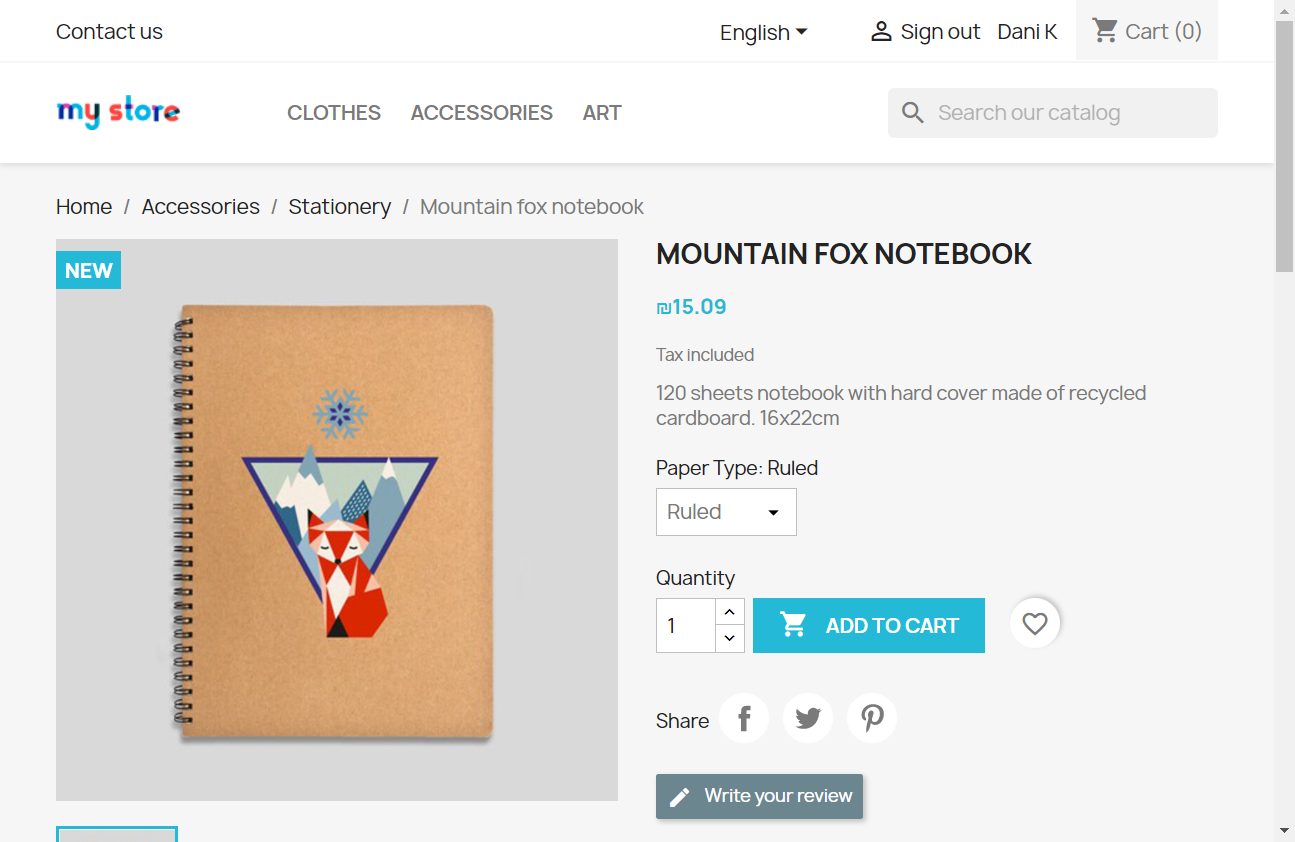 Contact us
English
Sign out
Dani K
Cart (0)
my store
CLOTHES
ACCESSORIES
ART
Search our catalog
Home / Accessories / Stationery / Mountain fox notebook
NEW
MOUNTAIN FOX NOTEBOOK
₪15.09
Tax included
120 sheets notebook with hard cover made of recycled
cardboard. 16x22cm
Paper Type: Ruled
Ruled
Quantity
1
ADD TO CART
Share
Write your review